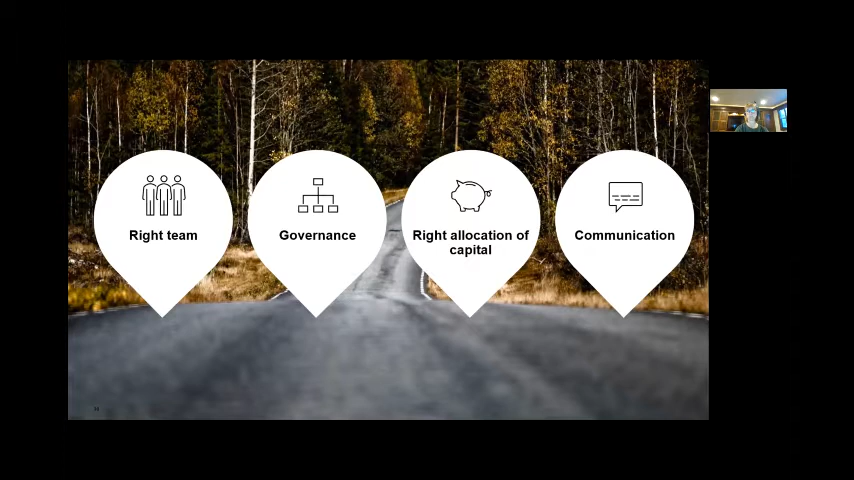 Right team
Governance
Right allocation of
capital
Communication